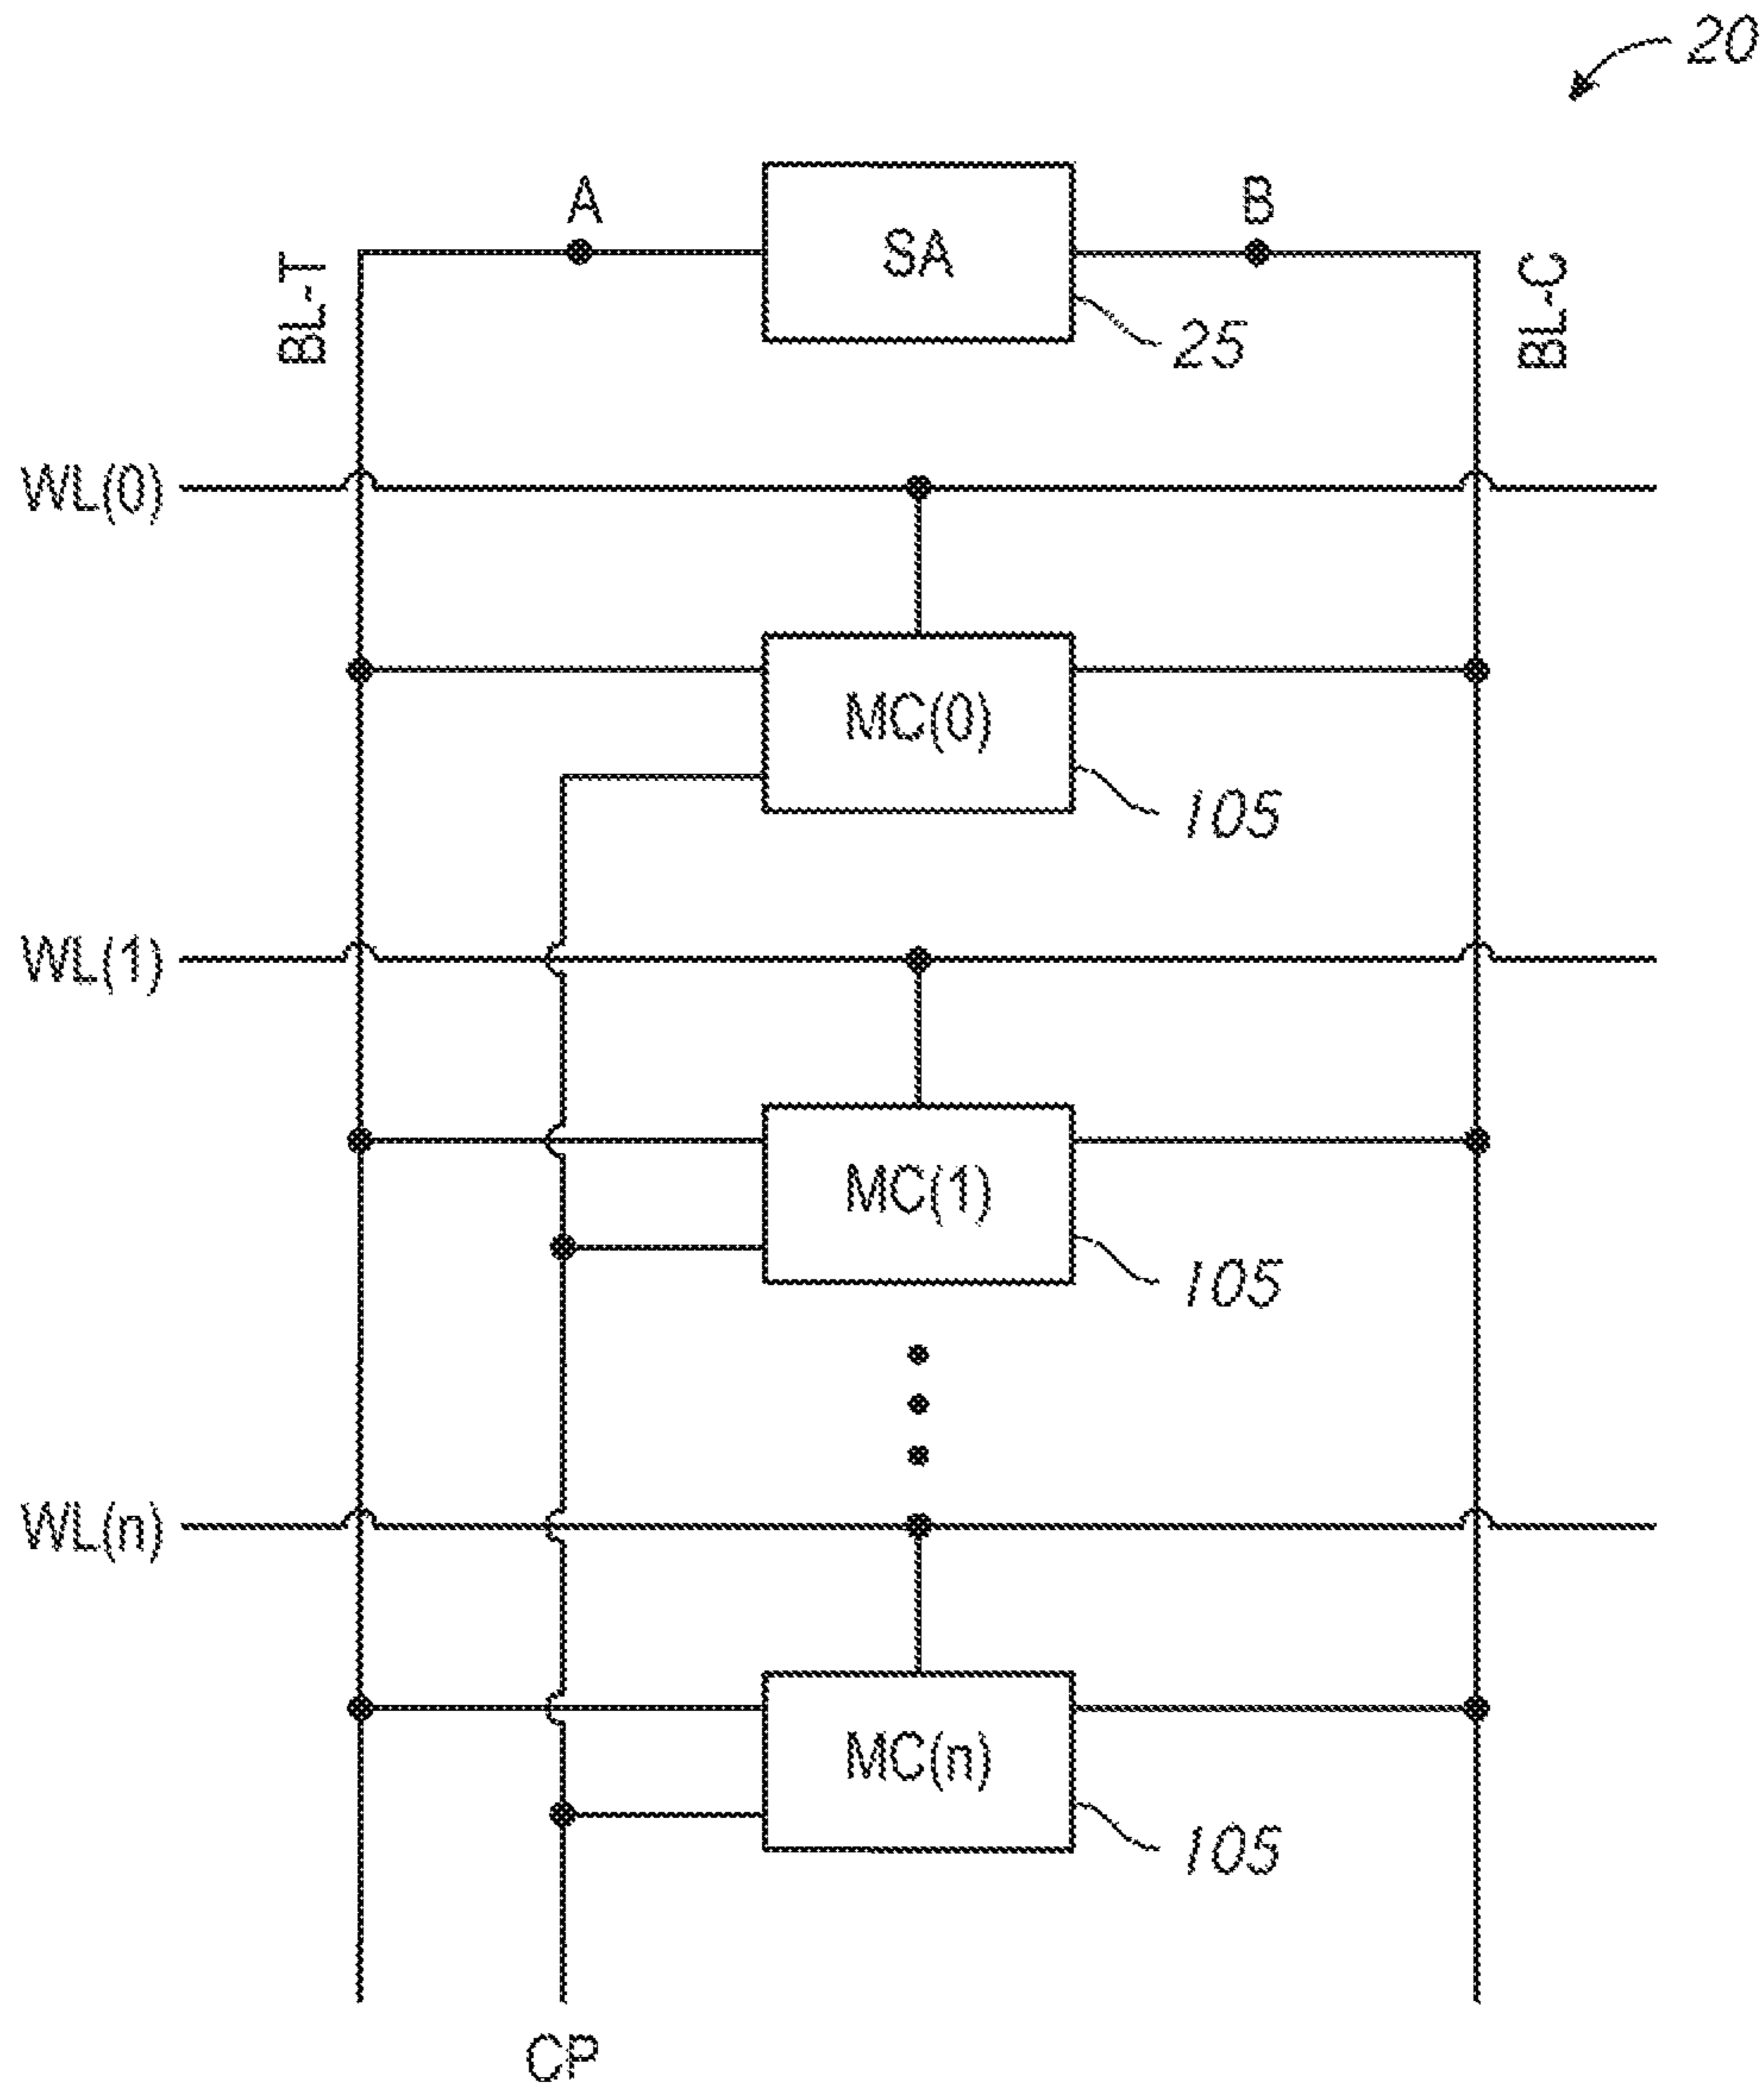 20
A
B
SA
BL-T
BL-C
25
WL(0)
MC(0)
105
WL(1)
MC(1)
105
WL(n)
MC(n)
105
CP